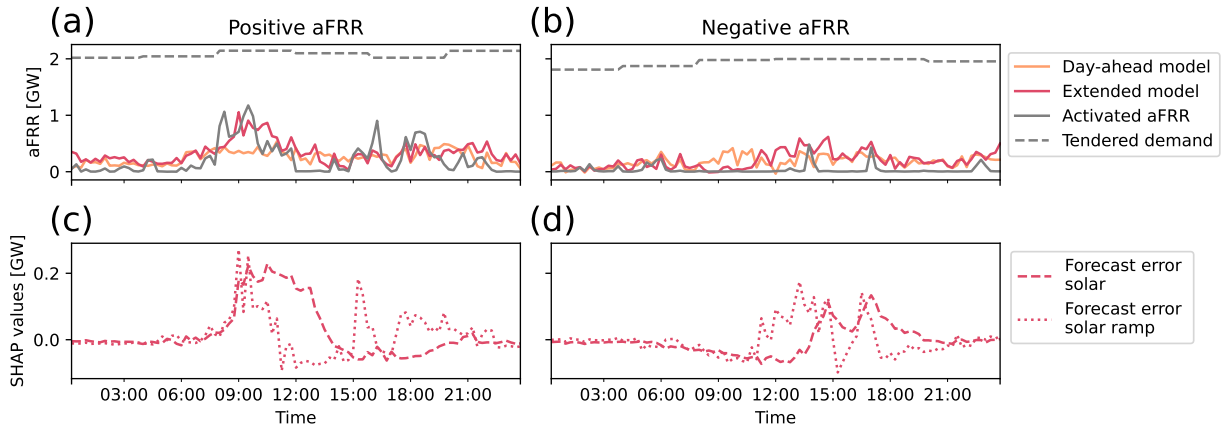 (a)
Positive aFRR
(b)
Negative aFRR
aFRR [GW]
2
1
0
Day-ahead model
Extended model
Activated aFRR
Tendered demand
(c)
(d)
SHAP values [GW]
0.2
0.0
Forecast error
solar
Forecast error
solar ramp
03:00 06:00 09:00 12:00 15:00 18:00 21:00
Time
03:00 06:00 09:00 12:00 15:00 18:00 21:00
Time